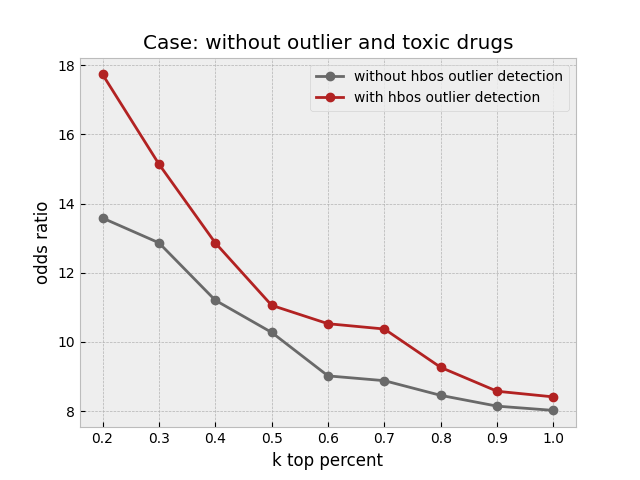 Case: without outlier and toxic drugs
without hbos outlier detection
with hbos outlier detection
odds ratio
18
16
14
12
10
8
0.2 0.3 0.4 0.5 0.6 0.7 0.8 0.9 1.0
k top percent